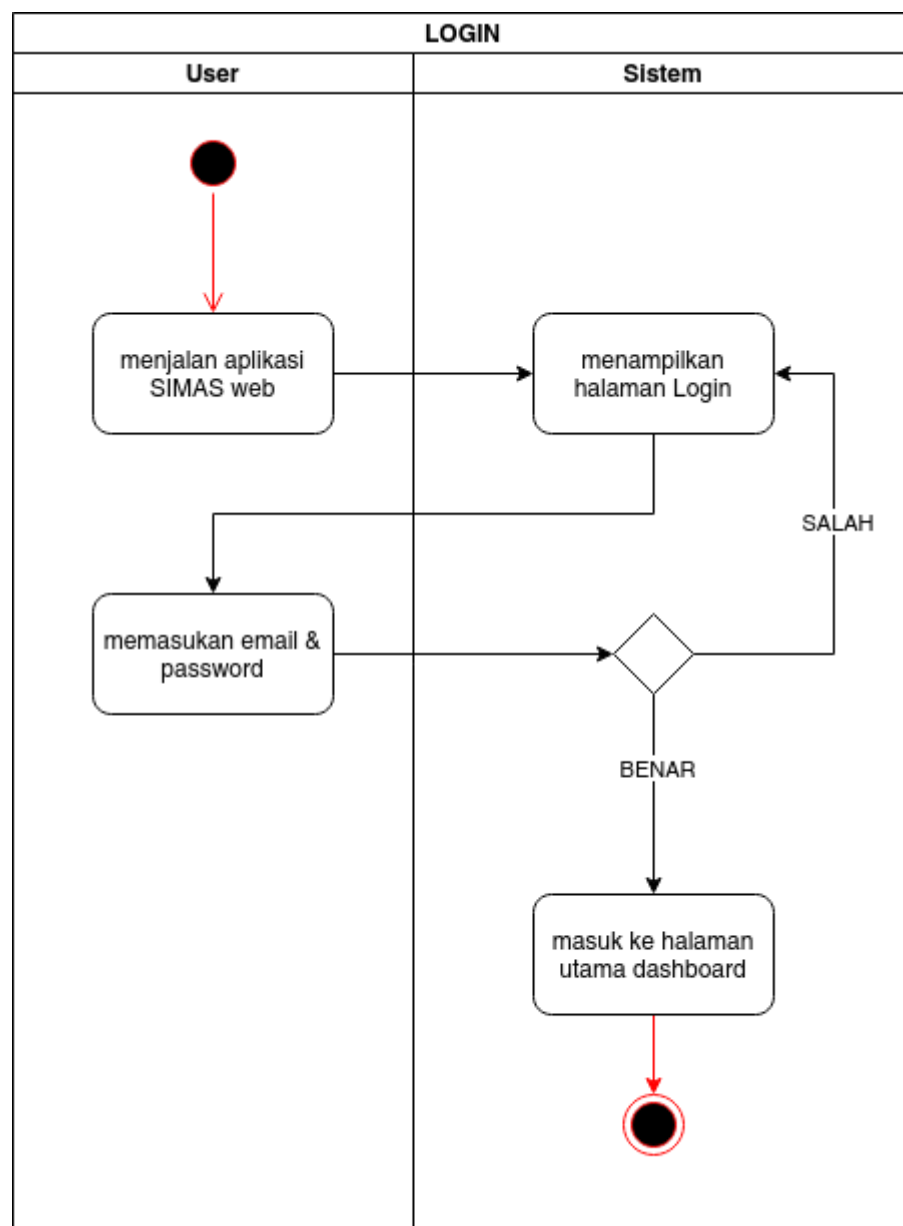 LOGIN
User
Sistem
menjalan aplikasi
SIMAS web
menampilkan
halaman Login
SALAH
memasukan email &
password
BENAR
masuk ke halaman
utama dashboard